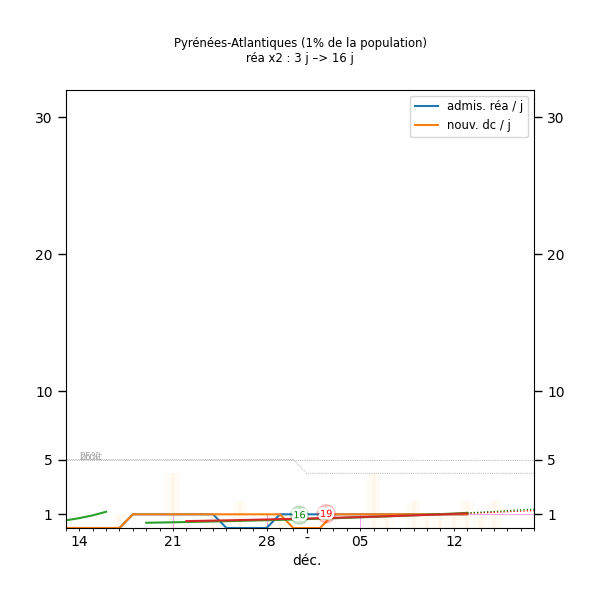 Pyrénées-Atlantiques (1% de la population)
réa x2 : 3 j –> 16 j
admis. réa / j
nouv. dc / j
30 30
20 20
10 10
5 5
1 1
16 19
14 21 28 - 05 12
déc.